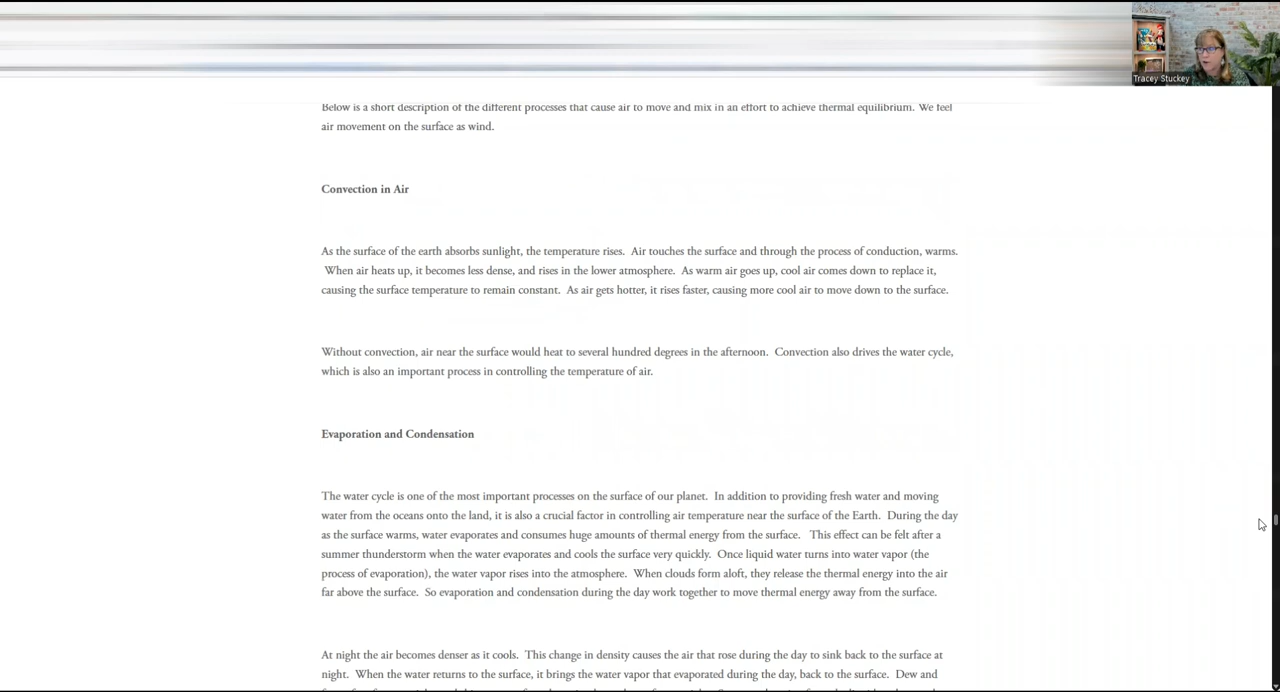 Tracey Stuckey
Below is a short description of the different processes that cause air to move and mix in an effort to achieve thermal equilibrium. We feel
air movement on the surface as wind.
Convection in Air
As the surface of the earth absorbs sunlight, the temperature rises. Air touches the surface and through the process of conduction, warms.
When air heats up, it becomes less dense, and rises in the lower atmosphere. As warm air goes up, cool air comes down to replace it,
causing the surface temperature to remain constant. As air gets hotter, it rises faster, causing more cool air to move down to the surface.
Without convection, air near the surface would heat to several hundred degrees in the afternoon. Convection also drives the water cycle,
which is also an important process in controlling the temperature of air.
Evaporation and Condensation
The water cycle is one of the most important processes on the surface of our planet. In addition to providing fresh water and moving
water from the oceans onto the land, it is also a crucial factor in controlling air temperature near the surface of the Earth. During the day
as the surface warms, water evaporates and consumes huge amounts of thermal energy from the surface. This effect can be felt after a
summer thunderstorm when the water evaporates and cools the surface very quickly. Once liquid water turns into water vapor (the
process of evaporation), the water vapor rises into the atmosphere. When clouds form aloft, they release the thermal energy into the air
far above the surface. So evaporation and condensation during the day work together to move thermal energy away from the surface.
At night the air becomes denser as it cools. This change in density causes the air that rose during the day to sink back to the surface at
night. When the water returns to the surface, it brings the water vapor that evaporated during the day, back to the surface. Dew and